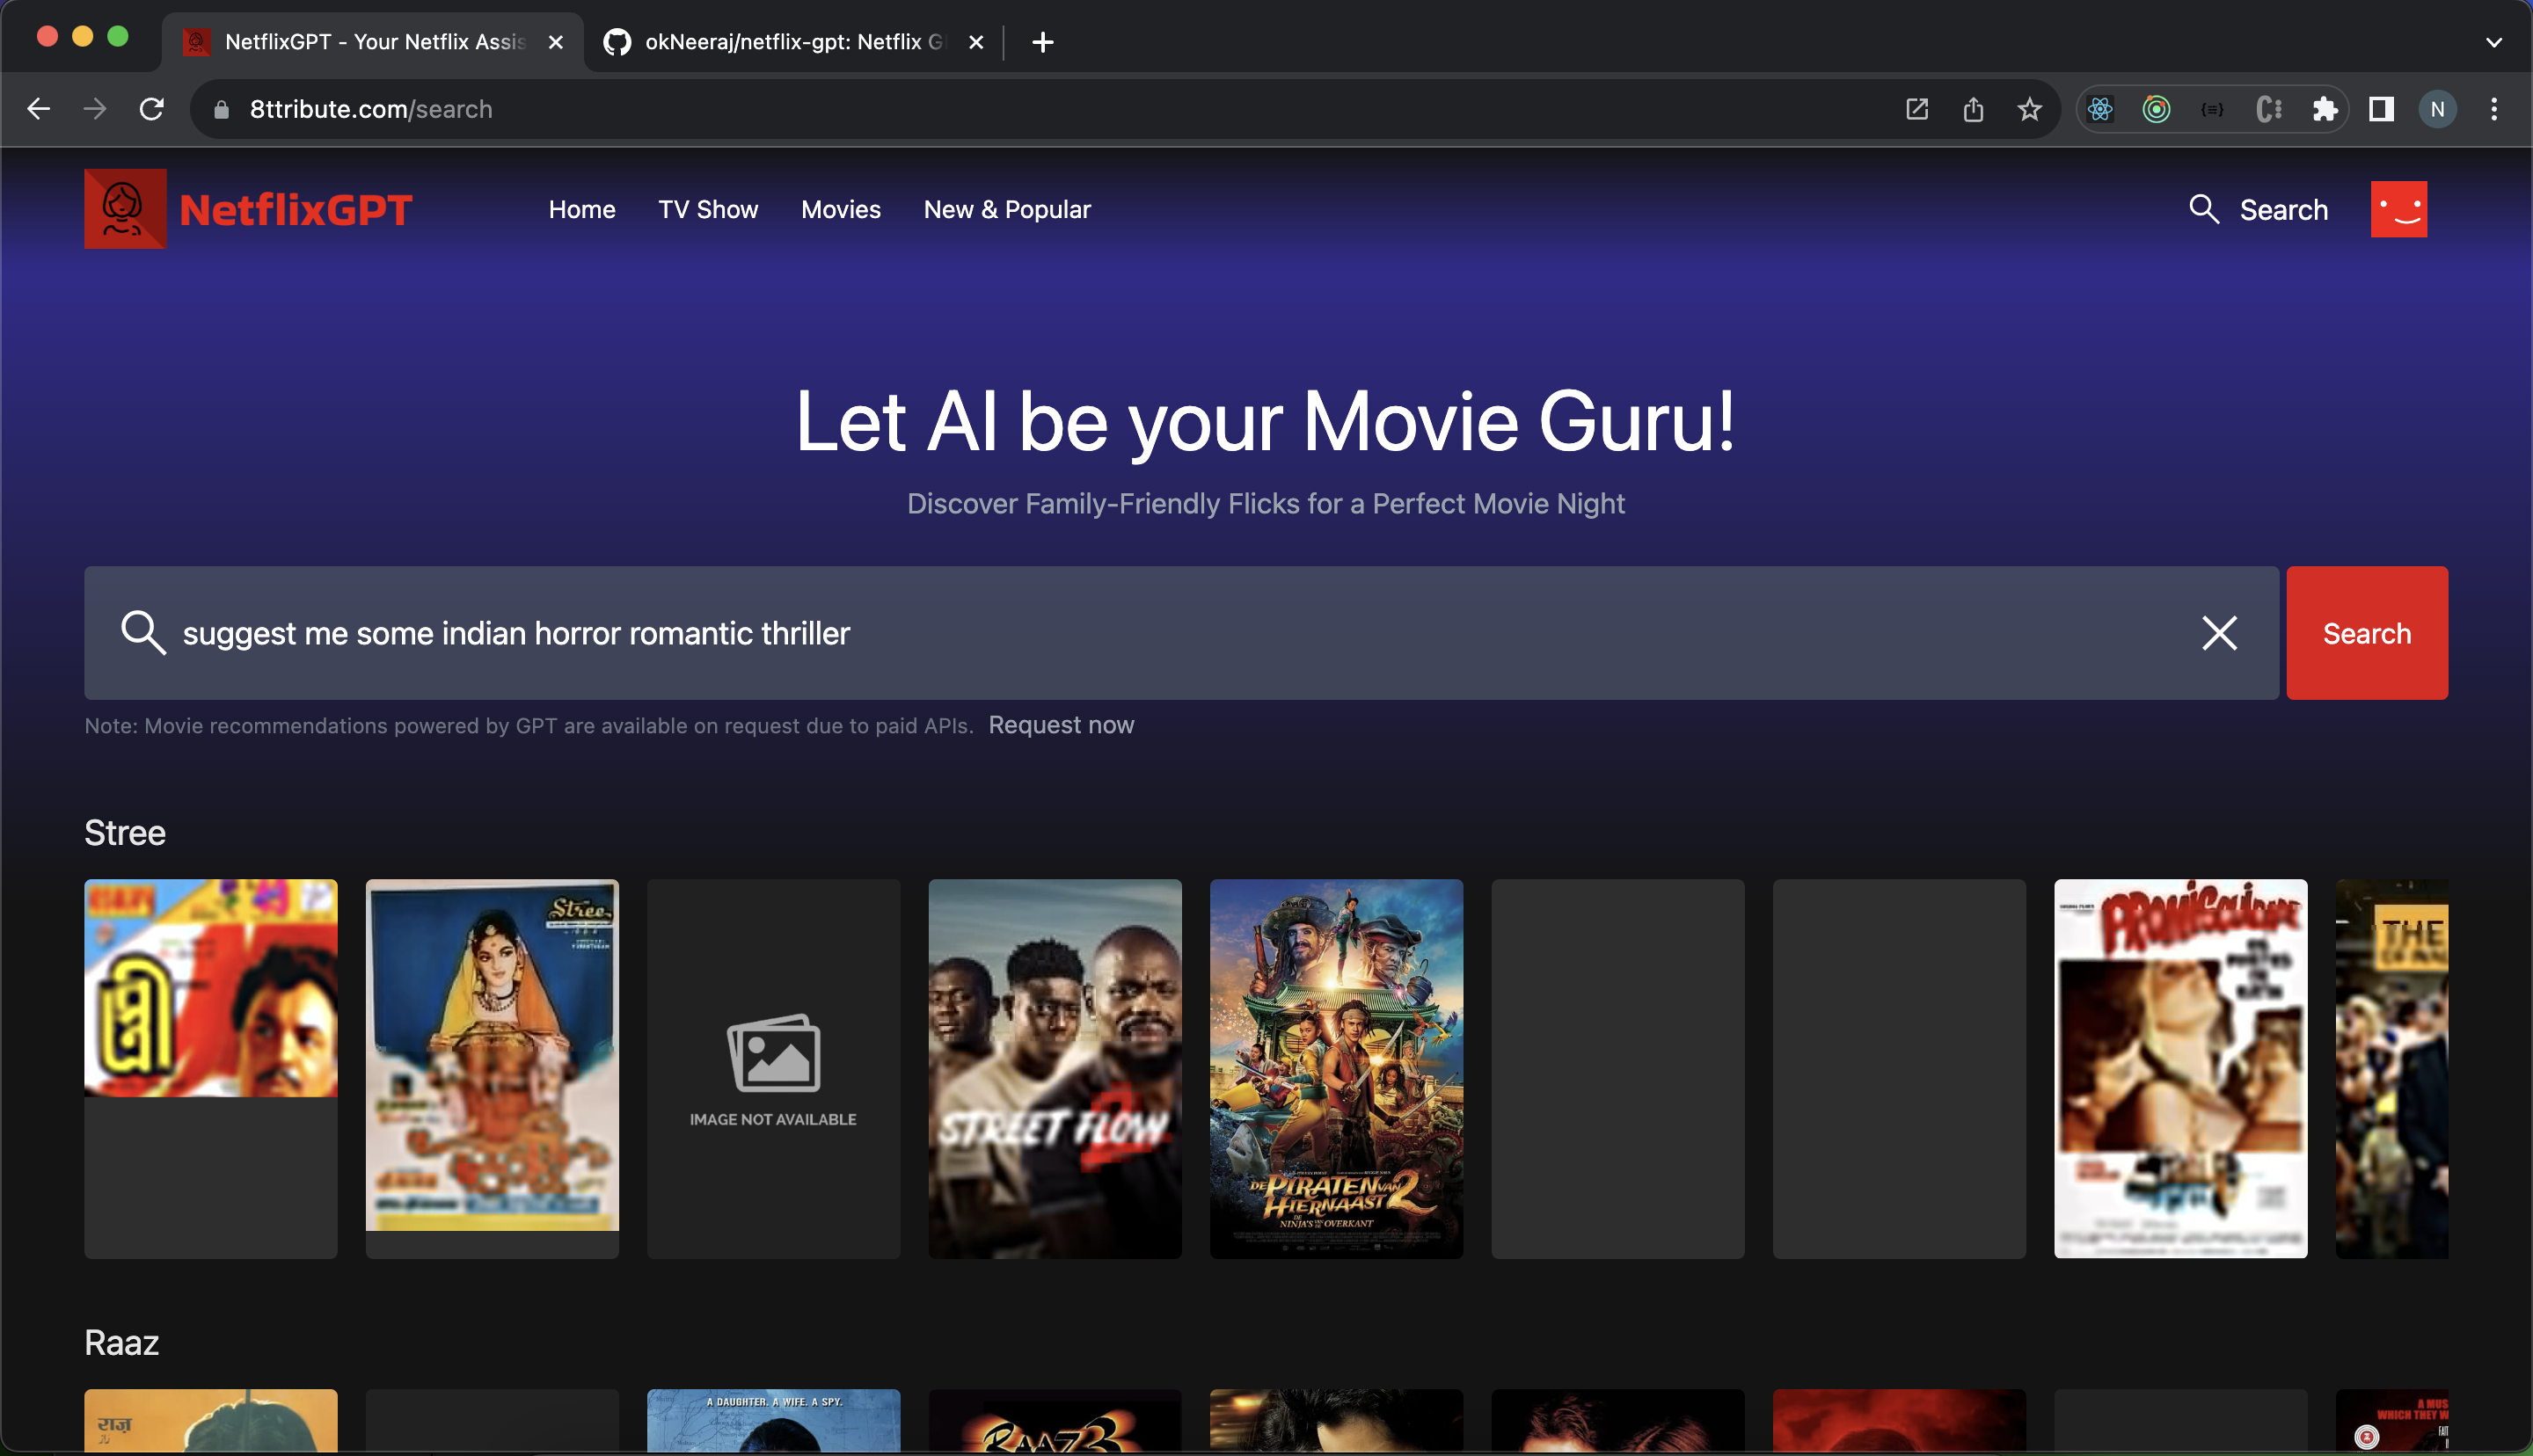 NetflixGPT - Your Netflix Assis
okNeeraj/netflix-gpt: Netflix G
8ttribute.com/search
N
NetflixGPT
Home
TV Show
Movies
New & Popular
Search
Let AI be your Movie Guru!
Discover Family-Friendly Flicks for a Perfect Movie Night
suggest me some indian horror romantic thriller
Search
Note: Movie recommendations powered by GPT are available on request due to paid APIs. Request now
Stree
স্ত্রী
Stree
IMAGE NOT AVAILABLE
STREET FLOW 2
DE PIRATEN VAN
HIERNAAST 2
DE NINJA'S VAN DE OVERKANT
PROMISCUIDAD
THE
Raaz
राज़
A DAUGHTER. A WIFE. A SPY.
RAAZ 3
A MUS
WHICH THEY W